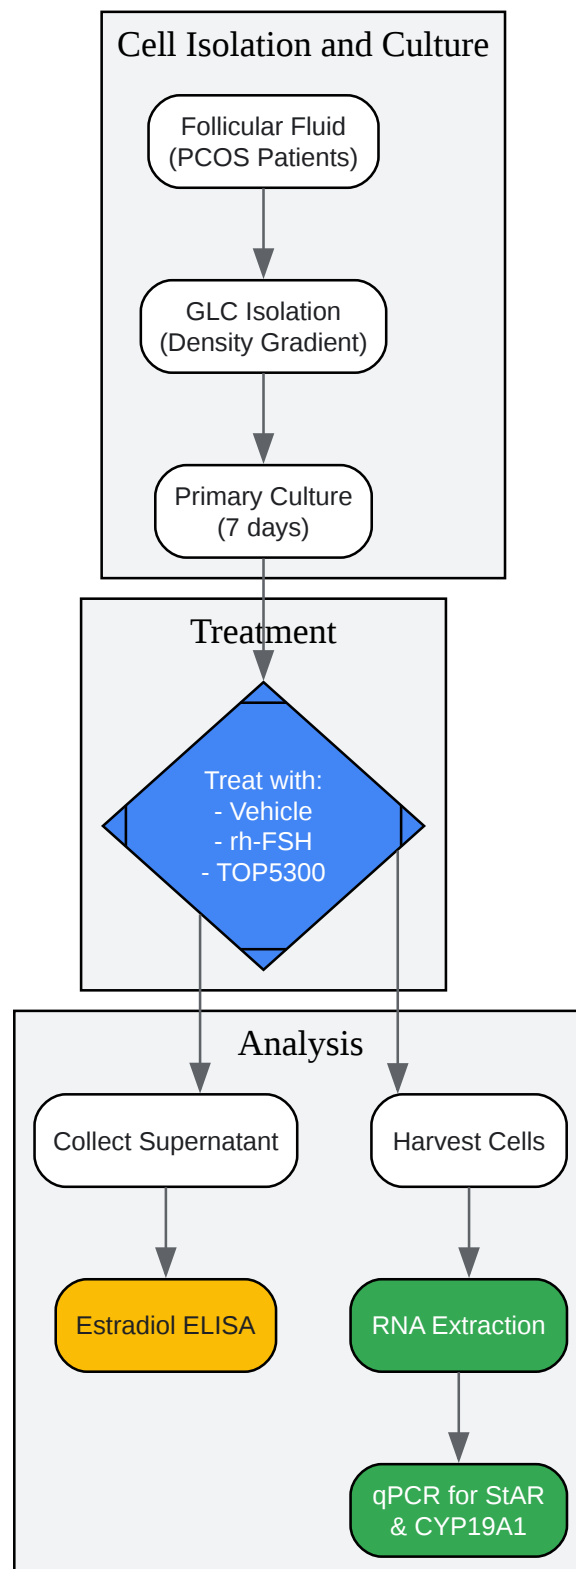 Cell Isolation and Culture
Follicular Fluid
(PCOS Patients)
GLC Isolation
(Density Gradient)
Primary Culture
(7 days)
Treatment
Treat with:
- Vehicle
- rh-FSH
- TOP5300
Analysis
Collect Supernatant
Harvest Cells
Estradiol ELISA
RNA Extraction
qPCR for StAR
& CYP19A1